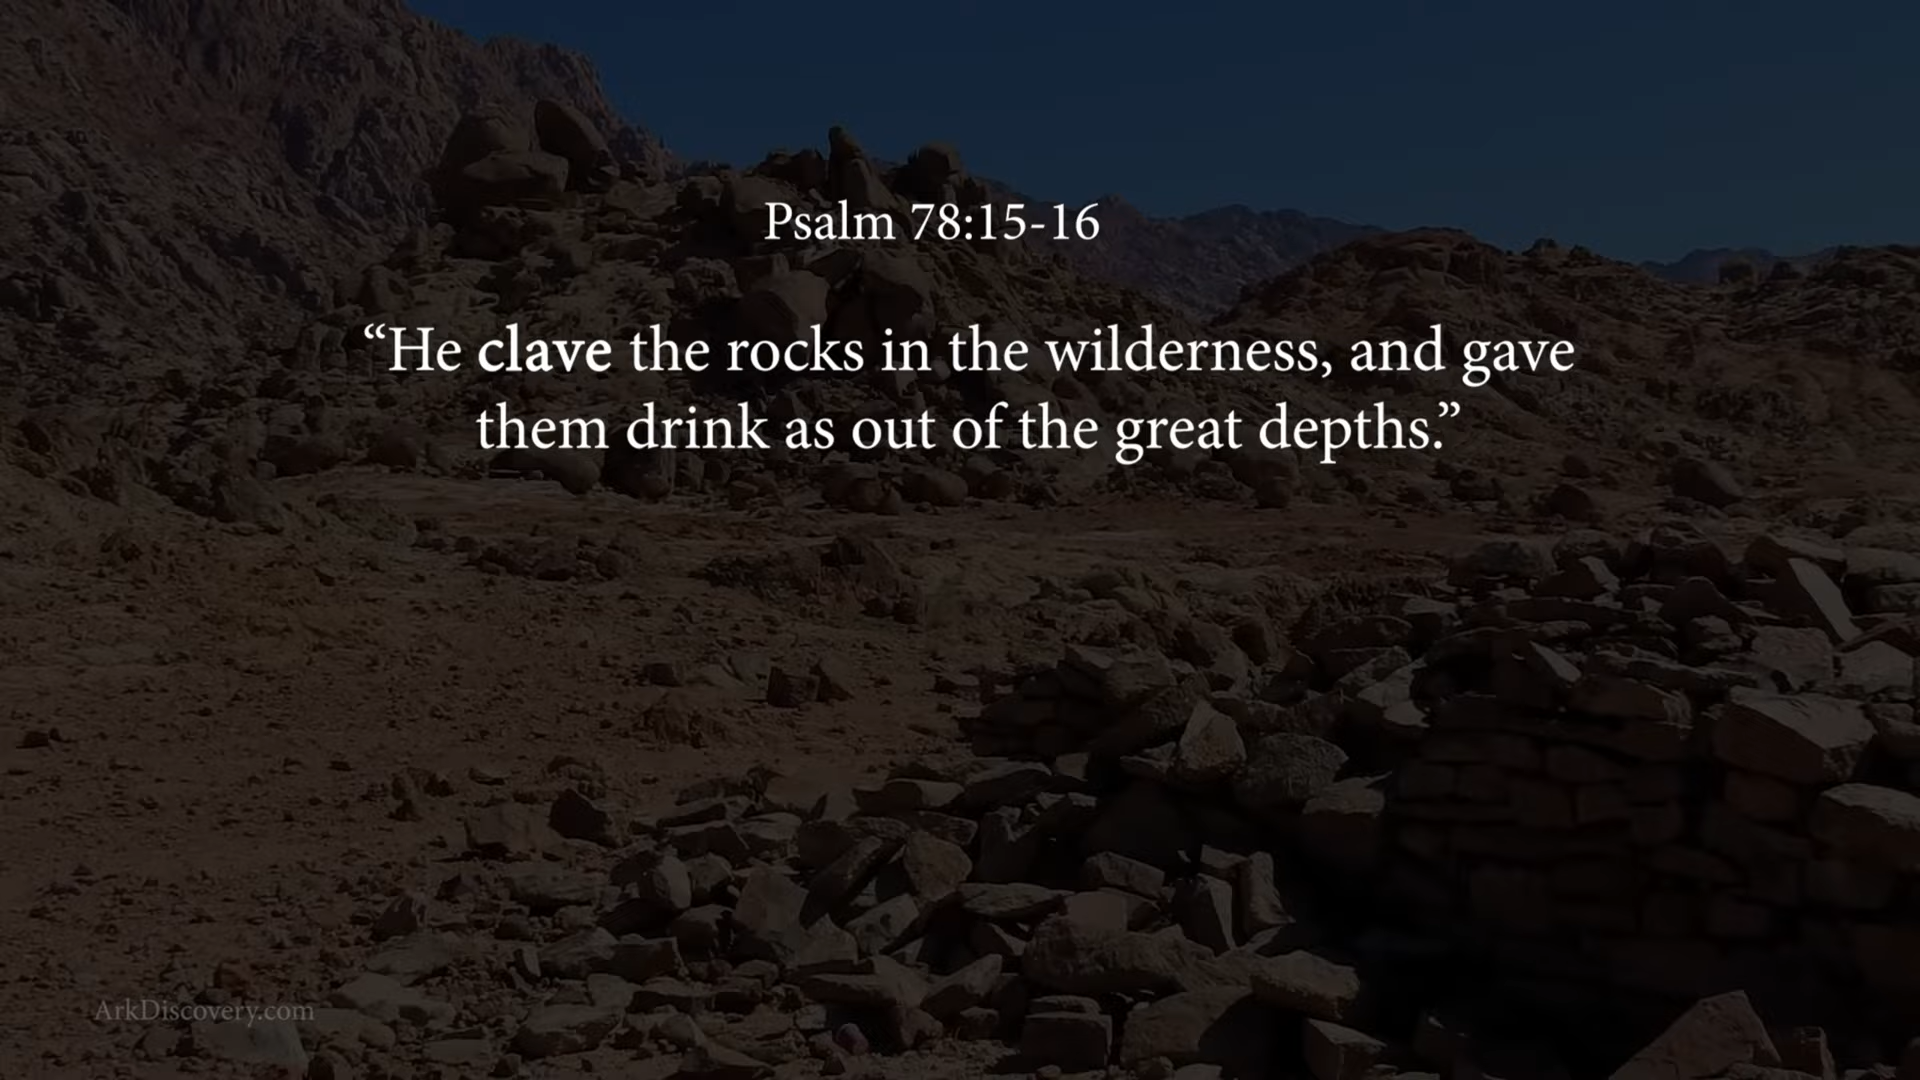 Psalm 78:15-16
“He clave the rocks in the wilderness, and gave
them drink as out of the great depths.”
ArkDiscovery.com